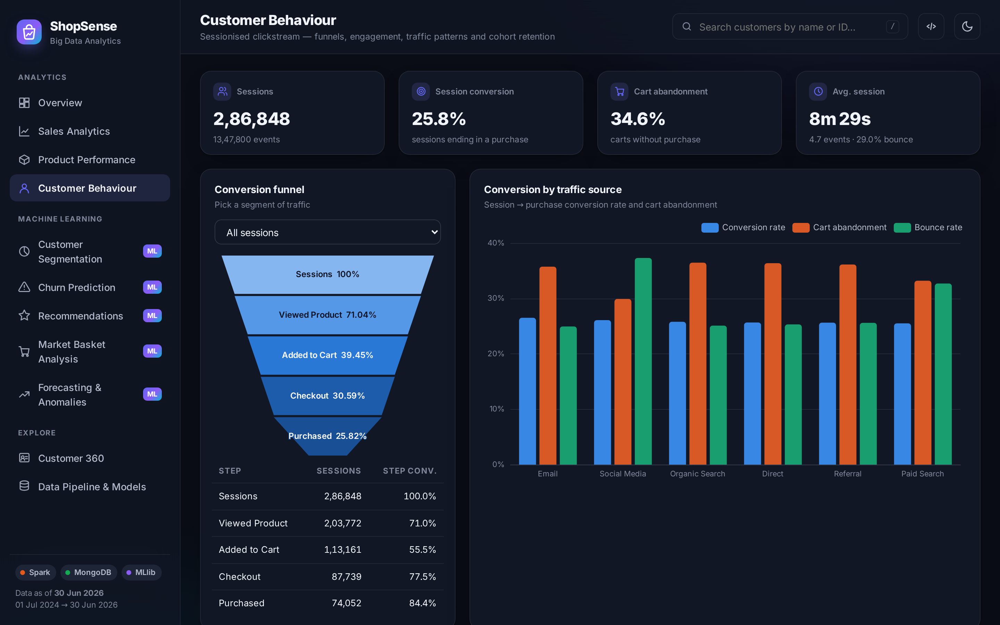 ShopSense
Big Data Analytics
ANALYTICS
Overview
Sales Analytics
Product Performance
Customer Behaviour
MACHINE LEARNING
Customer
Segmentation
ML
Churn Prediction
ML
Recommendations
ML
Market Basket
Analysis
ML
Forecasting &
Anomalies
ML
EXPLORE
Customer 360
Data Pipeline & Models
Spark
MongoDB
MLlib
Data as of 30 Jun 2026
01 Jul 2024 → 30 Jun 2026
Customer Behaviour
Sessionised clickstream — funnels, engagement, traffic patterns and cohort retention
Search customers by name or ID...
/
Sessions
2,86,848
13,47,800 events
Session conversion
25.8%
sessions ending in a purchase
Cart abandonment
34.6%
carts without purchase
Avg. session
8m 29s
4.7 events · 29.0% bounce
Conversion funnel
Pick a segment of traffic
All sessions
Sessions 100%
Viewed Product 71.04%
Added to Cart 39.45%
Checkout 30.59%
Purchased 25.82%
STEP SESSIONS STEP CONV.
Sessions 2,86,848 100.0%
Viewed Product 2,03,772 71.0%
Added to Cart 1,13,161 55.5%
Checkout 87,739 77.5%
Purchased 74,052 84.4%
Conversion by traffic source
Session → purchase conversion rate and cart abandonment
Conversion rate Cart abandonment Bounce rate
40%
30%
20%
10%
0%
Email Social Media Organic Search Direct Referral Paid Search